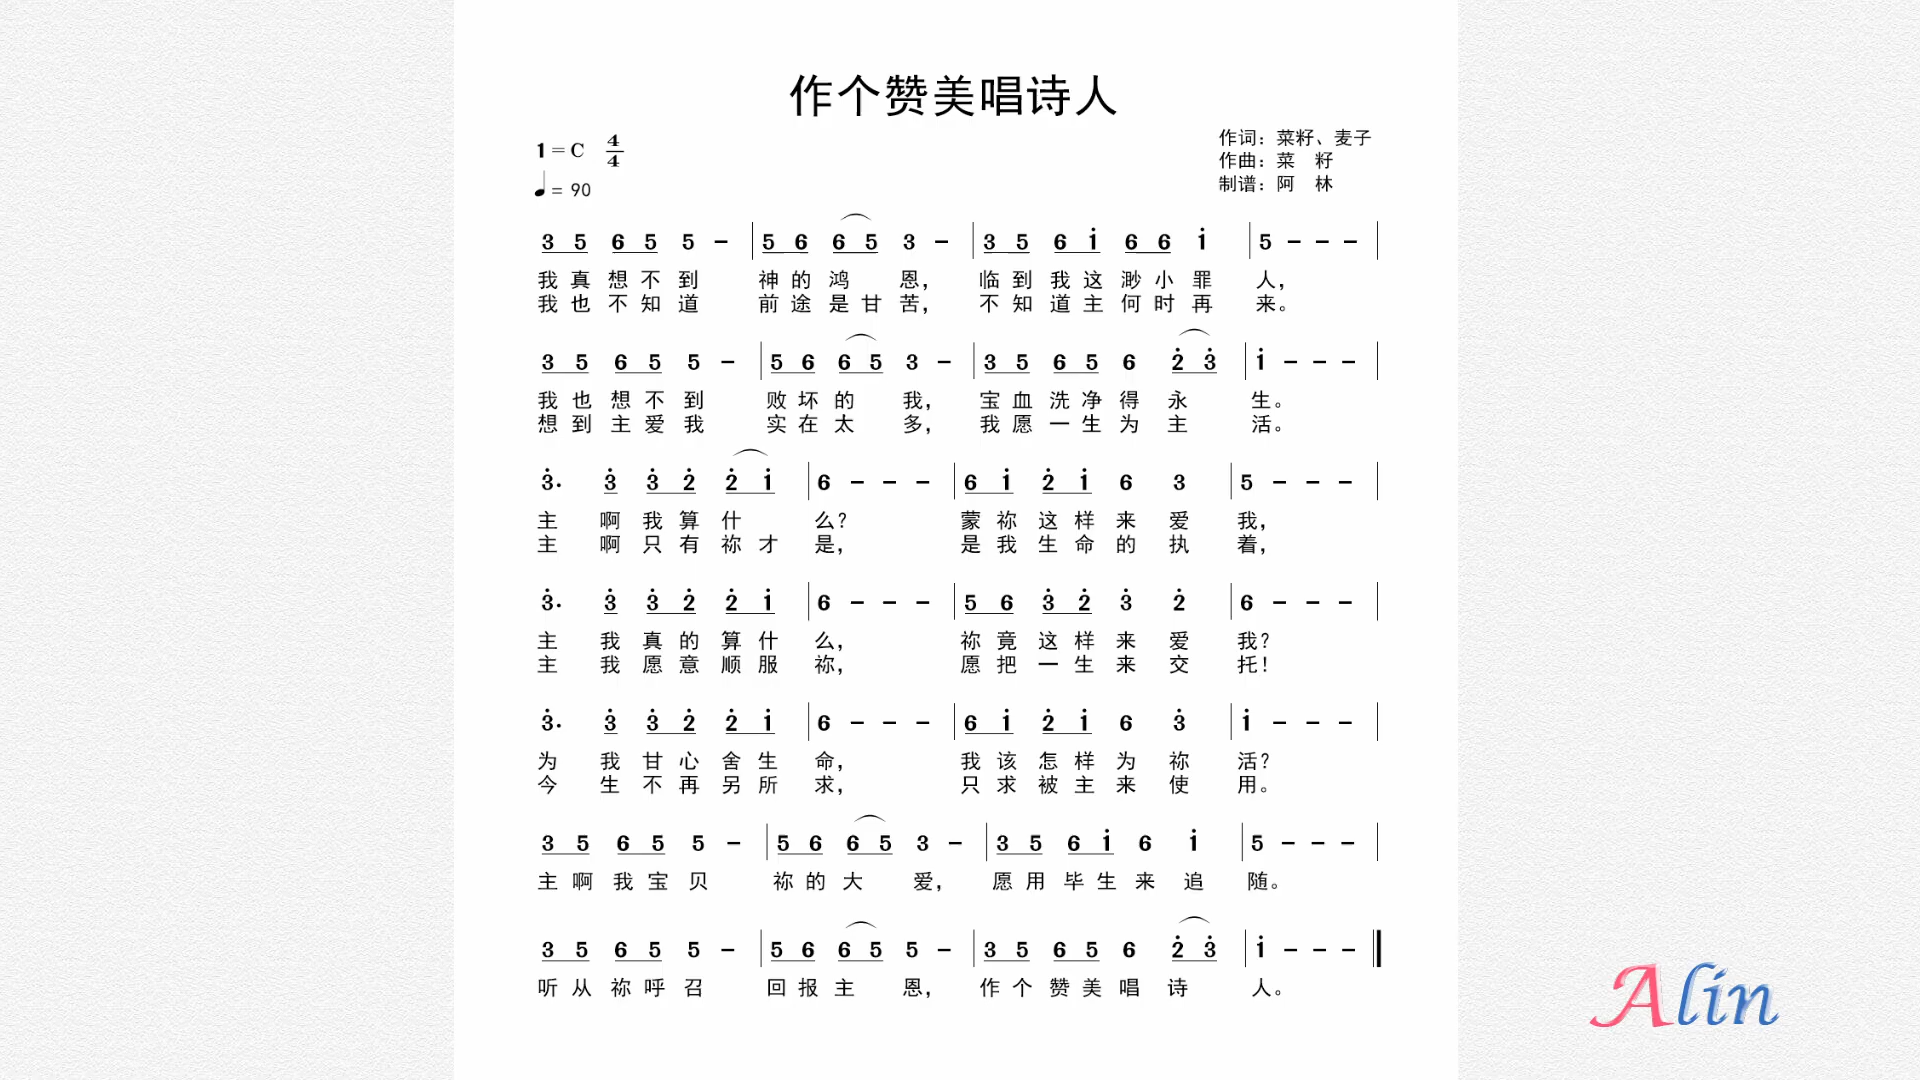 作个赞美唱诗人
1=C 4/4
♩= 90
作词：菜籽、麦子
作曲：菜 籽
制谱：阿 林
3 5 6 5 5 – | 5 6 6 5 3 – | 3 5 6 i 6 6 i | 5 – – – |
我真想不到 神的鸿 恩， 临到我这渺小罪 人，
我也不知道 前途是甘苦， 不知道主何时再 来。
3 5 6 5 5 – | 5 6 6 5 3 – | 3 5 6 5 6 2̇ 3̇ | i – – – |
我也想不到 败坏的 我， 宝血洗净得永 生。
想到主爱我 实在太 多， 我愿一生为主 活。
3̇. 3̇ 3̇ 2̇ 2̇ i | 6 – – – | 6 i 2̇ i 6 3 | 5 – – – |
主 啊我算什 么？ 蒙祢这样来爱 我，
主 啊只有祢才 是， 是我生命的执 着，
3̇. 3̇ 3̇ 2̇ 2̇ i | 6 – – – | 5 6 3̇ 2̇ 3̇ 2̇ | 6 – – – |
主 我真的算什 么， 祢竟这样来爱 我？
主 我愿意顺服 祢， 愿把一生来交 托！
3̇. 3̇ 3̇ 2̇ 2̇ i | 6 – – – | 6 i 2̇ i 6 3̇ | i – – – |
为 我甘心舍生 命， 我该怎样为祢 活？
今 生不再另所 求， 只求被主来使 用。
3 5 6 5 5 – | 5 6 6 5 3 – | 3 5 6 i 6 i | 5 – – – |
主啊我宝贝 祢的大 爱， 愿用毕生来追 随。
3 5 6 5 5 – | 5 6 6 5 5 – | 3 5 6 5 6 2̇ 3̇ | i – – – ‖
听从祢呼召 回报主 恩， 作个赞美唱诗 人。
Alin